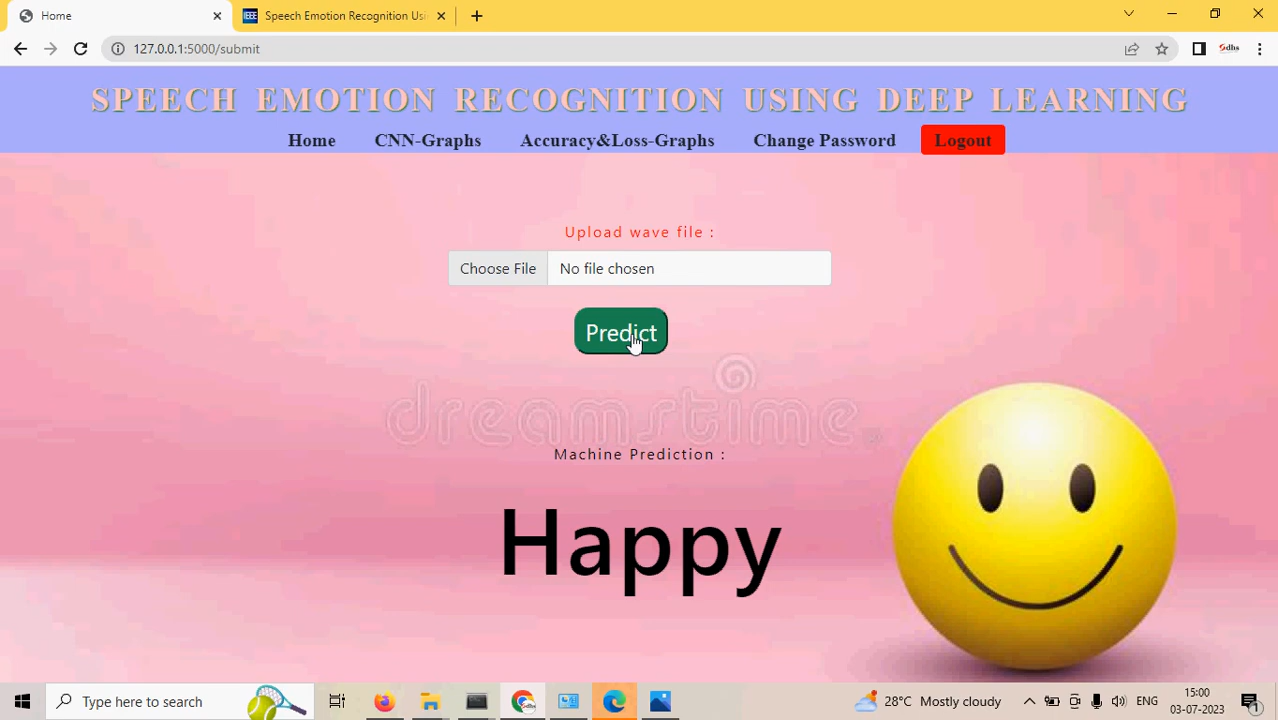 Home
Speech Emotion Recognition Usi
127.0.0.1:5000/submit
SPEECH EMOTION RECOGNITION USING DEEP LEARNING
Home CNN-Graphs Accuracy&Loss-Graphs Change Password Logout
Upload wave file :
Choose File No file chosen
Predict
dreamstime
Machine Prediction :
Happy
Type here to search
28°C Mostly cloudy
ENG
15:00
03-07-2023
1